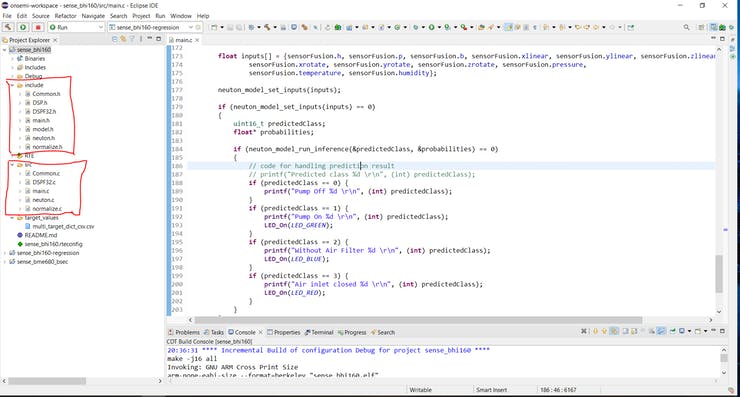 onsemi-workspace - sense_bhi160/src/main.c - Eclipse IDE
File Edit Source Refactor Navigate Search Project Run Window Help
Run
sense_bhi160-regression
Project Explorer
main.c
sense_bhi160
Binaries
Includes
Debug
include
Common.h
DSP.h
DSPF32.h
main.h
model.h
neuton.h
normalize.h
RTE
src
Common.c
DSPF32.c
main.c
neuton.c
normalize.c
target_values
multi_target_dict_csv.csv
README.md
sense_bhi160.rteconfig
sense_bhi160-regression
sense_bme680_bsec
172
173 float inputs[] = {sensorFusion.h, sensorFusion.p, sensorFusion.b, sensorFusion.xlinear, sensorFusion.ylinear, sensorFusion.zlinea
174 sensorFusion.xrotate, sensorFusion.yrotate, sensorFusion.zrotate, sensorFusion.pressure,
175 sensorFusion.temperature, sensorFusion.humidity};
176
177 neuton_model_set_inputs(inputs);
178
179 if (neuton_model_set_inputs(inputs) == 0)
180 {
181 uint16_t predictedClass;
182 float* probabilities;
183
184 if (neuton_model_run_inference(&predictedClass, &probabilities) == 0)
185 {
186 // code for handling prediction result
187 // printf("Predicted class %d \r\n", (int) predictedClass);
188 if (predictedClass == 0) {
189 printf("Pump Off %d \r\n", (int) predictedClass);
190 }
191 if (predictedClass == 1) {
192 printf("Pump On %d \r\n", (int) predictedClass);
193 LED_On(LED_GREEN);
194 }
195 if (predictedClass == 2) {
196 printf("Without Air Filter %d \r\n", (int) predictedClass);
197 LED_On(LED_BLUE);
198 }
199 if (predictedClass == 3) {
200 printf("Air inlet closed %d \r\n", (int) predictedClass);
201 LED_On(LED_RED);
202 }
203 }
Problems Tasks Console Properties Terminal Progress Search
CDT Build Console [sense_bhi160]
20:36:31 **** Incremental Build of configuration Debug for project sense_bhi160 ****
make -j16 all
Invoking: GNU ARM Cross Print Size
arm-none-eabi-size --format=berkeley "sense_bhi160.elf"
Writable Smart Insert 186 : 46 : 6167